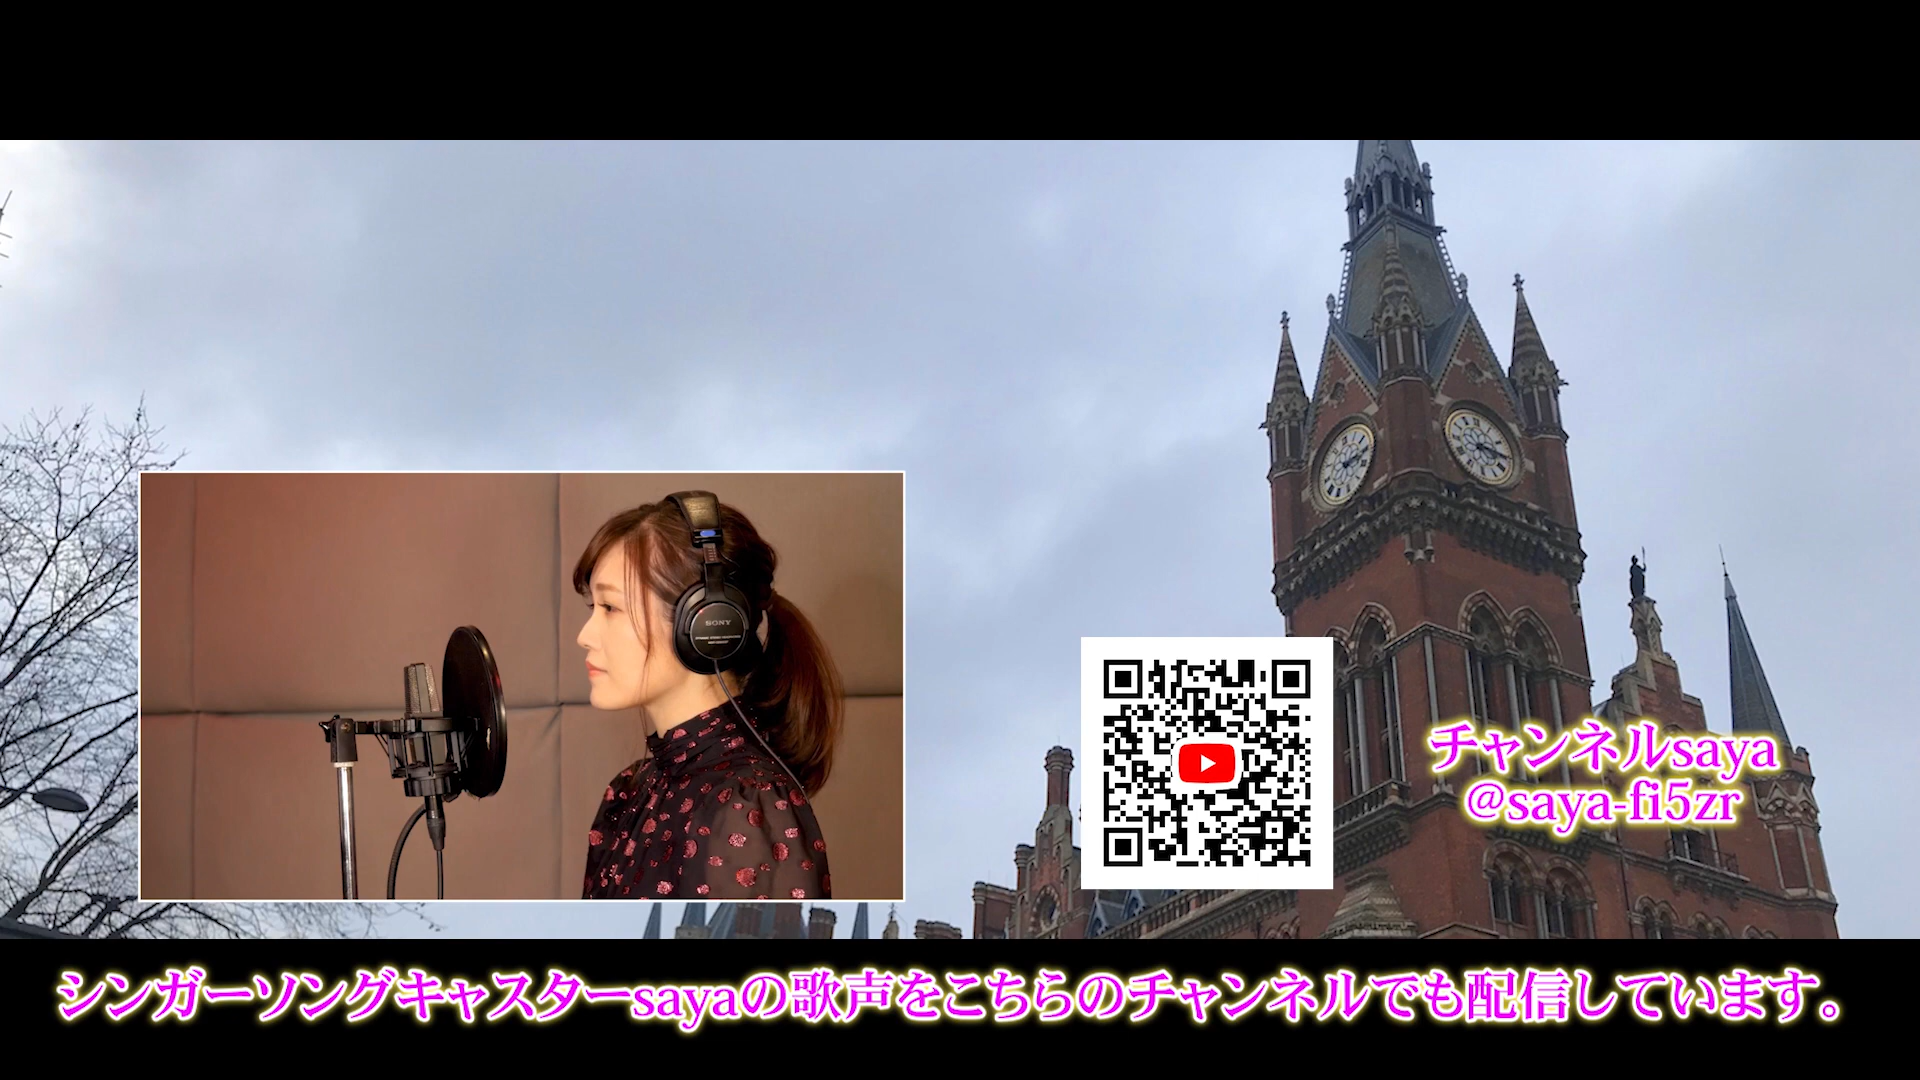 SONY
チャンネルsaya
@saya-fi5zr
シンガーソングキャスターsayaの歌声をこちらのチャンネルでも配信しています。